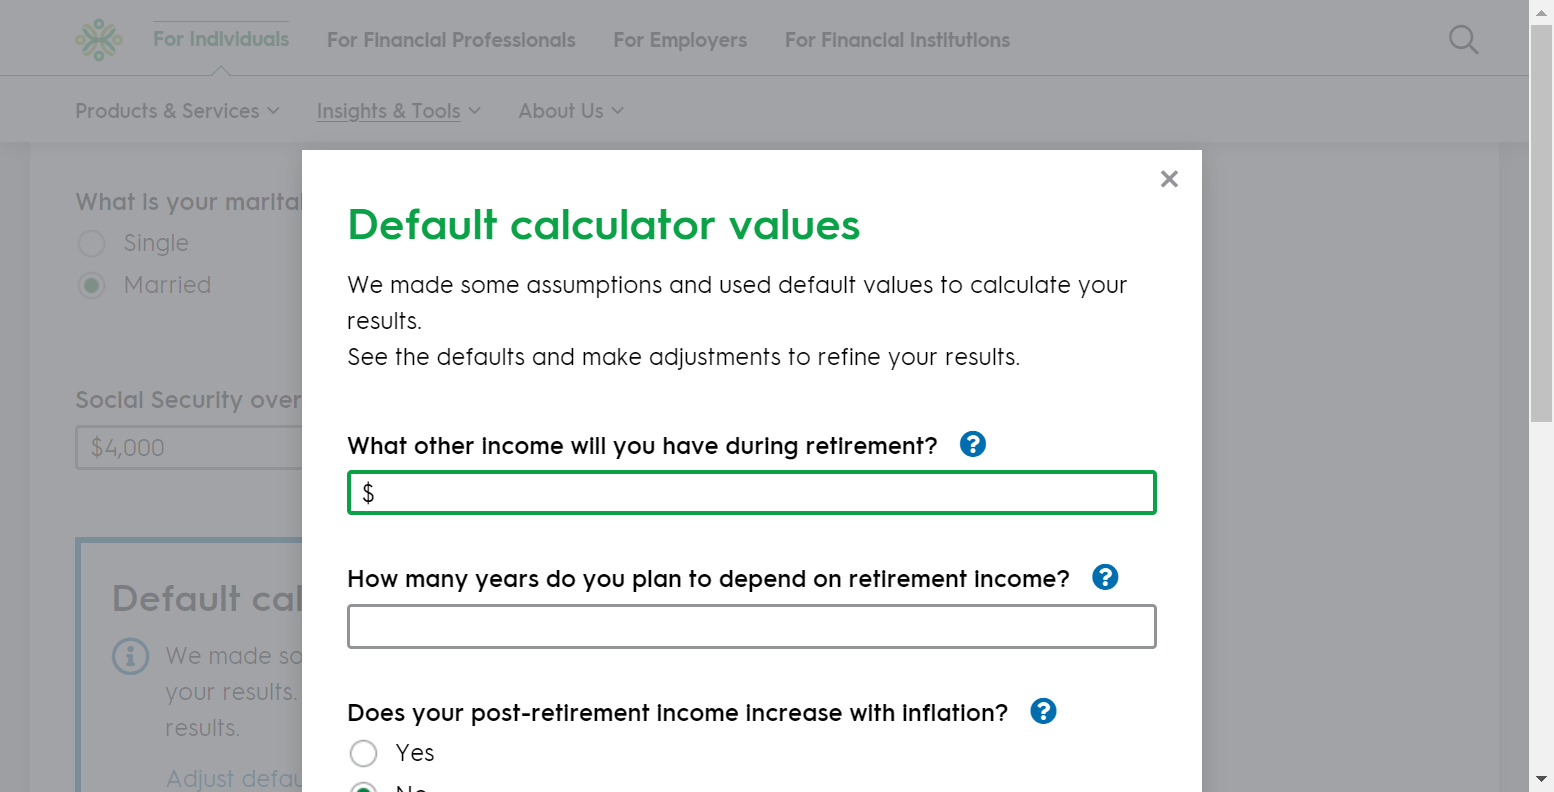 For Individuals
For Financial Professionals
For Employers
For Financial Institutions
Products & Services
Insights & Tools
About Us
What is your marital
Single
Married
Social Security over
$4,000
Default cal
We made so
your results.
results.
Adjust defau
×
Default calculator values
We made some assumptions and used default values to calculate your
results.
See the defaults and make adjustments to refine your results.
What other income will you have during retirement? ?
$
How many years do you plan to depend on retirement income? ?
Does your post-retirement income increase with inflation? ?
Yes
No